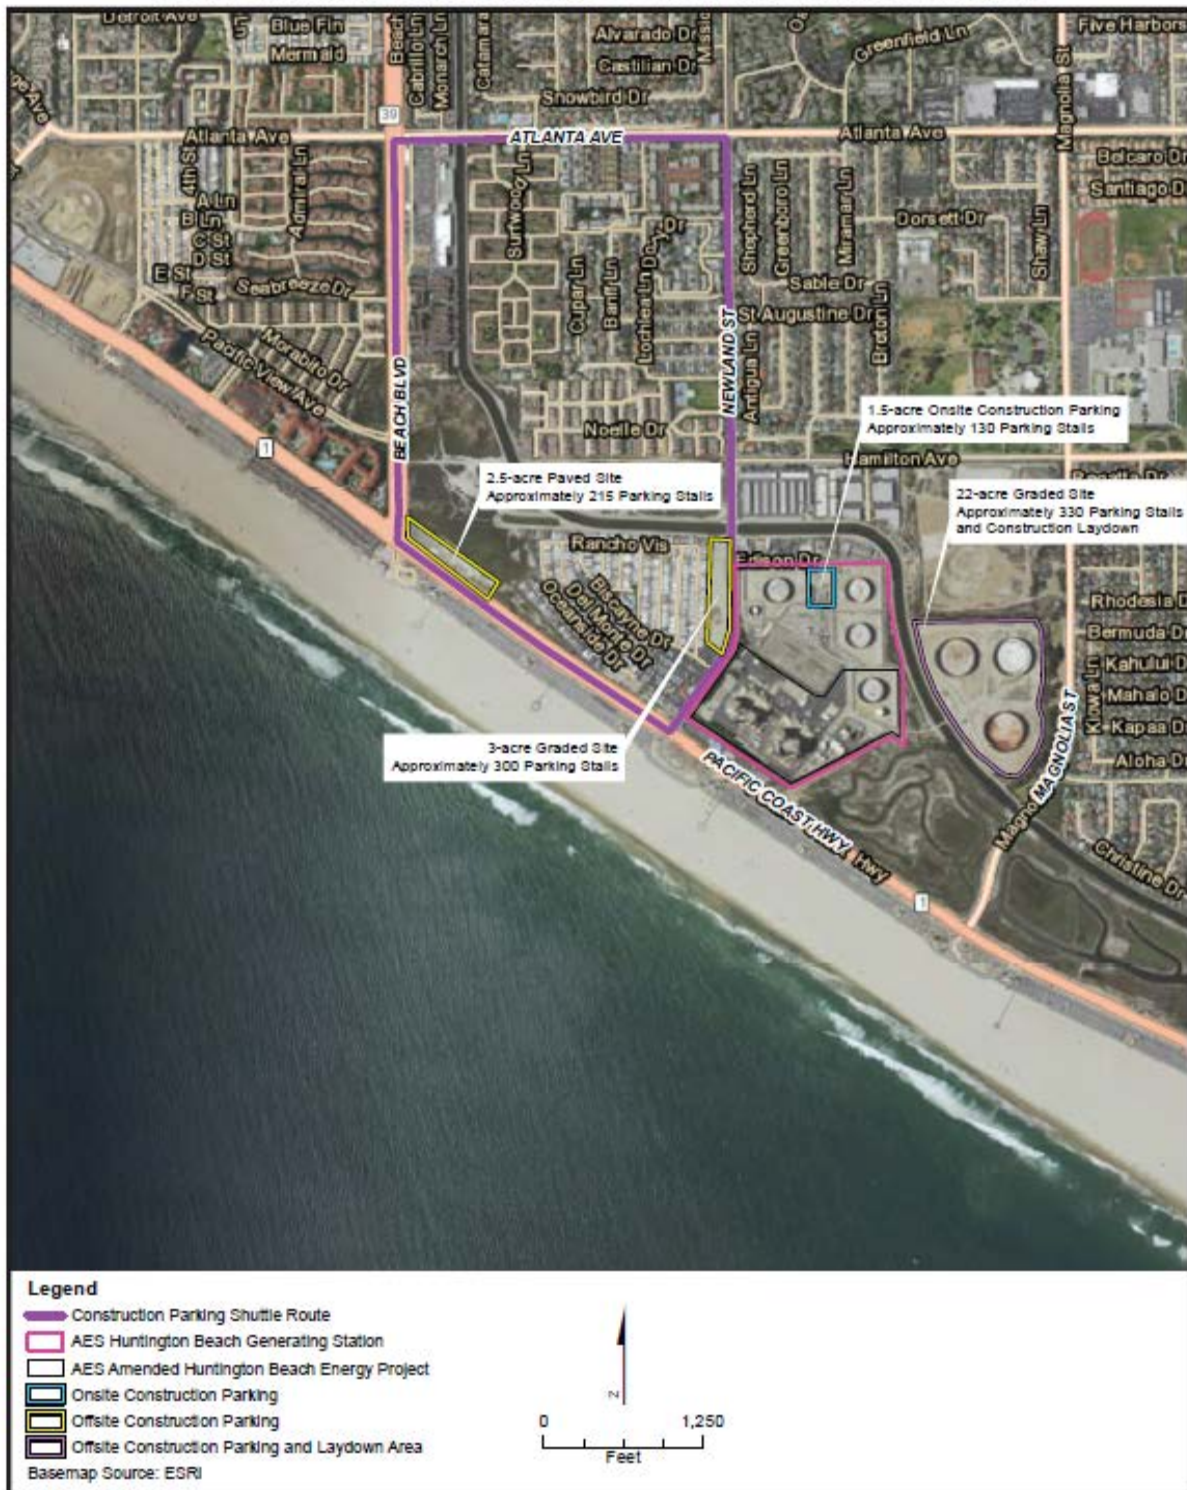 Detroit Ave
Blue Fin
Mermaid
Beach
Cabrillo Ln
Monarch Ln
Catamara
Alvarado Dr
Castilian Dr
Snowbird Dr
Greenfield Ln
Magnolia St
Five Harbors
39
Atlanta Ave
ATLANTA AVE
Atlanta Ave
4th St
A Ln
B Ln
C St
D St
E St
F St
Admiral Ln
Seabreeze Dr
Morabito Dr
Pacific View Ave
Surfwood Ln
Cupar Ln
Banff Ln
Lochlea Ln
Dr
Shepherd Ln
Greenboro Ln
Miramar Ln
Dorsett Dr
Shaw Ln
Belcaro Dr
Santiago D
Sable Dr
St Augustine Dr
Antigua Ln
Breton Ln
BEACH BLVD
NEWLAND ST
1
Noelle Dr
1.5-acre Onsite Construction Parking
Approximately 130 Parking Stalls
Hamilton Ave
2.5-acre Paved Site
Approximately 215 Parking Stalls
22-acre Graded Site
Approximately 330 Parking Stalls
and Construction Laydown
Rancho Vis
Edison Dr
Biscayne Dr
Del Monte Dr
Oceanside Dr
Rhodesia D
Bermuda Dr
Kahului D
Mahalo D
Kapaa Dr
Aloha Dr
Kiowa Ln
3-acre Graded Site
Approximately 300 Parking Stalls
MAGNOLIA ST
Magno
PACIFIC COAST HWY
Hwy
Christine Dr
1
Legend
Construction Parking Shuttle Route
AES Huntington Beach Generating Station
AES Amended Huntington Beach Energy Project
Onsite Construction Parking
Offsite Construction Parking
Offsite Construction Parking and Laydown Area
Basemap Source: ESRI
N
0 1,250
Feet